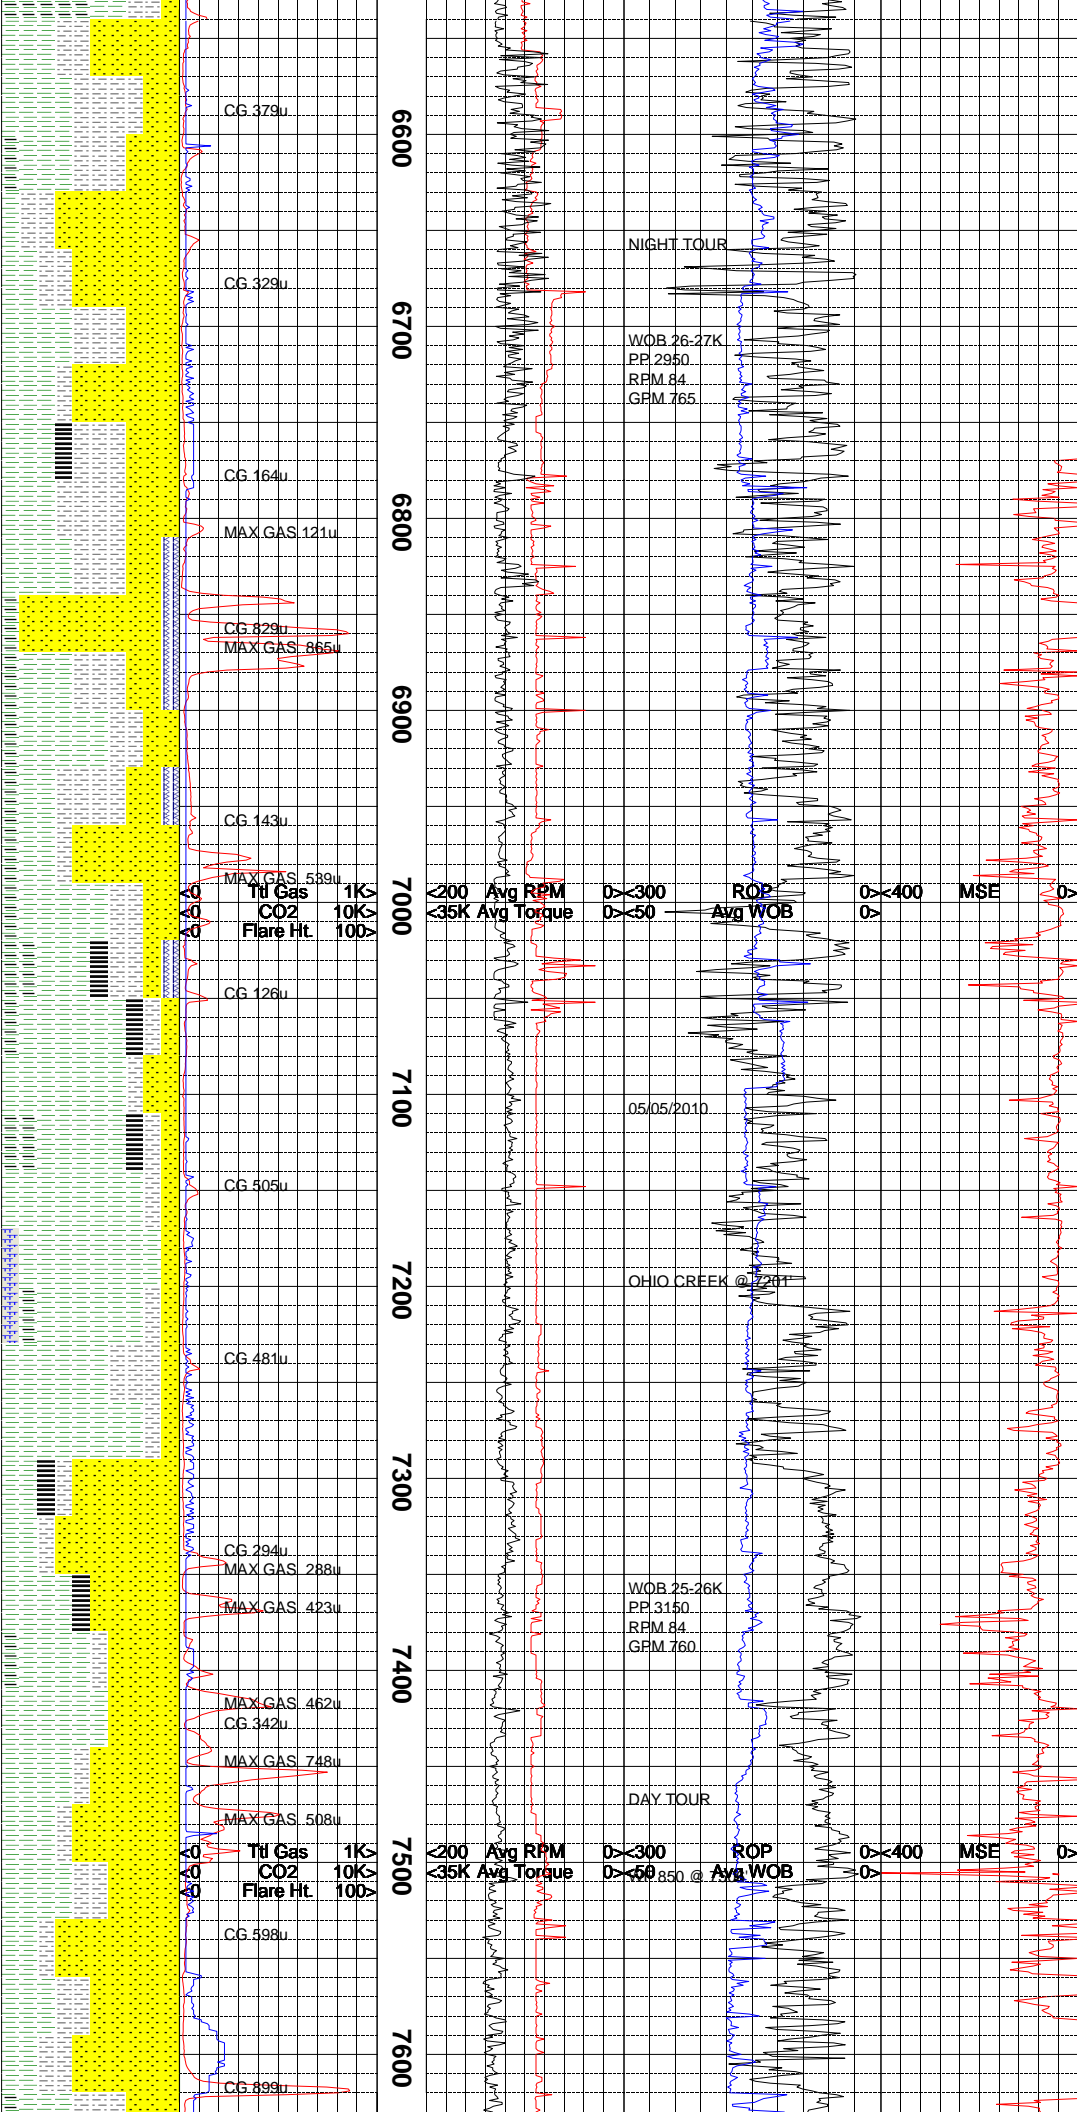 CG 379u
6600
NIGHT TOUR
CG 329u
6700
WOB 26-27K
PP 2950
RPM 84
GPM 765
CG 164u
6800
MAX GAS 121u
CG 829u
MAX GAS 865u
6900
CG 143u
MAX GAS 539u
<0 Ttl Gas 1K> <200 Avg RPM 0> <300 ROP 0> <400 MSE 0>
<0 CO2 10K> <35K Avg Torque 0> <50 Avg WOB 0>
<0 Flare Ht. 100>
7000
CG 126u
7100
05/05/2010
CG 505u
7200
OHIO CREEK @ 7201'
CG 481u
7300
CG 294u
MAX GAS 288u
WOB 25-26K
MAX GAS 423u
PP 3150
RPM 84
GPM 760
7400
MAX GAS 462u
CG 342u
MAX GAS 748u
DAY TOUR
MAX GAS 508u
<0 Ttl Gas 1K> <200 Avg RPM 0> <300 ROP 0> <400 MSE 0>
<0 CO2 10K> <35K Avg Torque 0> <50 Avg WOB 0>
850 @
<0 Flare Ht. 100>
7500
CG 598u
7600
CG 899u